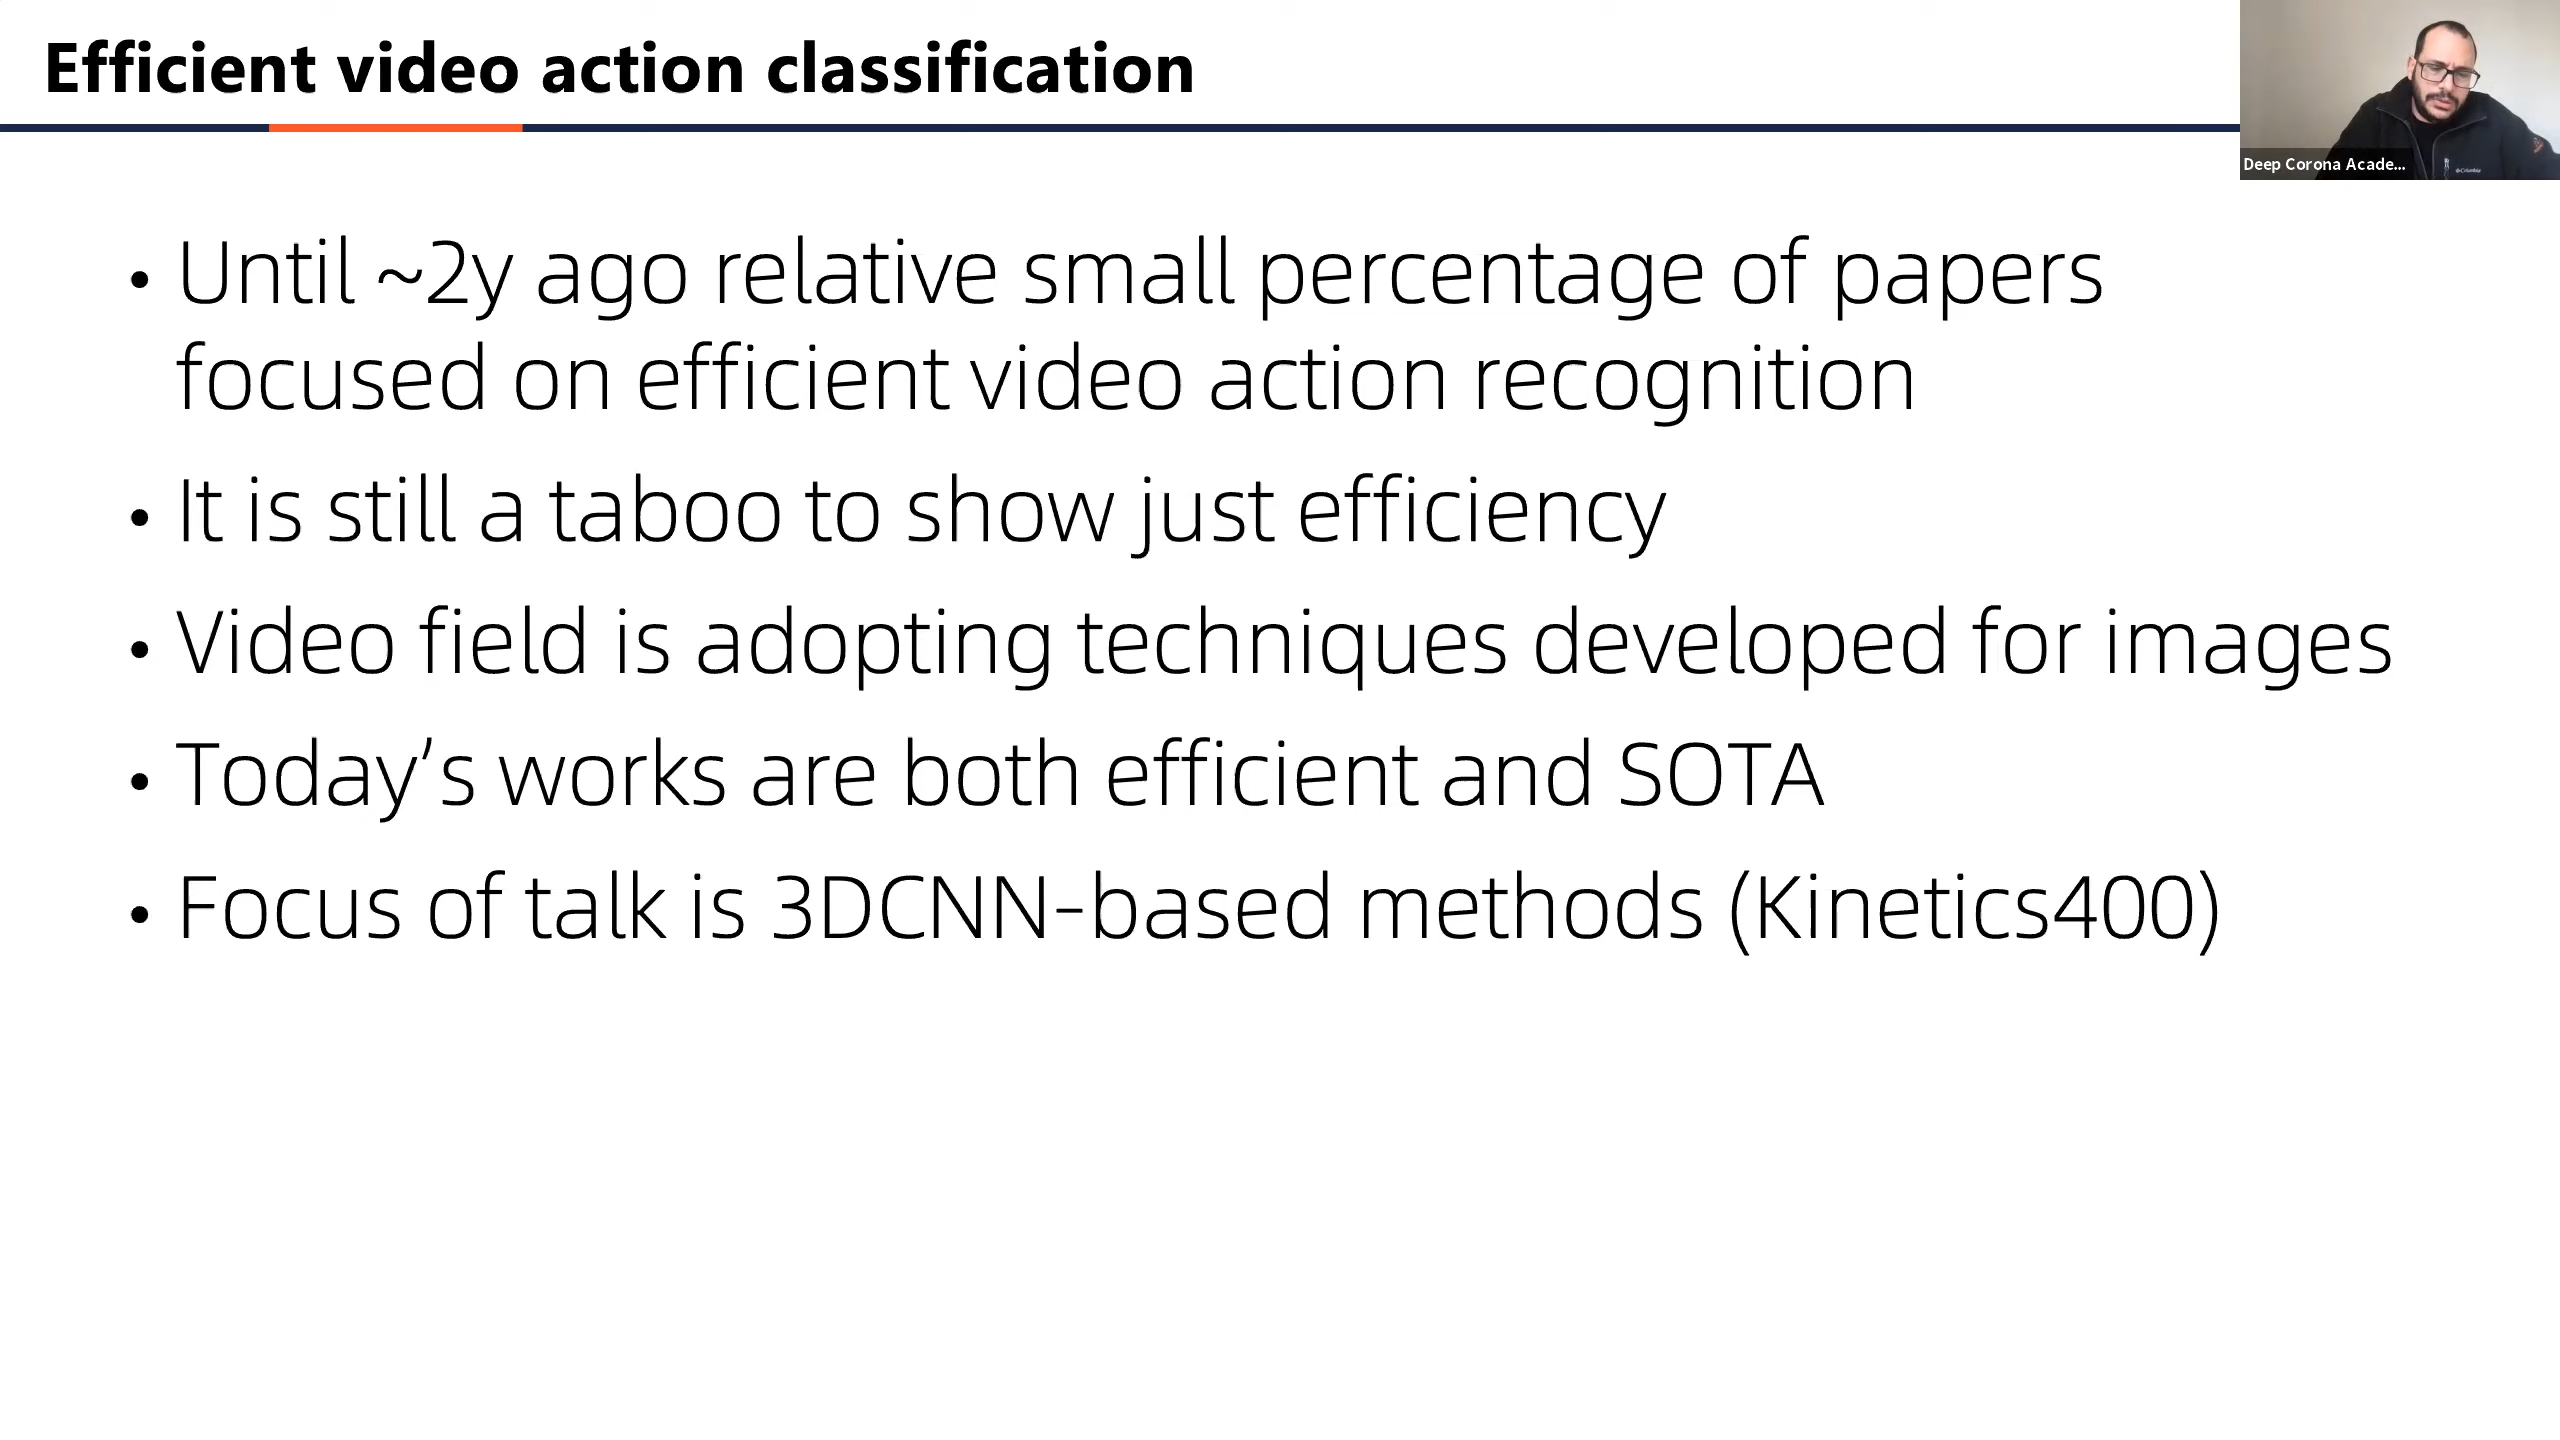 Efficient video action classification
Deep Corona Acade...
• Until ~2y ago relative small percentage of papers
focused on efficient video action recognition
• It is still a taboo to show just efficiency
• Video field is adopting techniques developed for images
• Today’s works are both efficient and SOTA
• Focus of talk is 3DCNN-based methods (Kinetics400)
Columbia